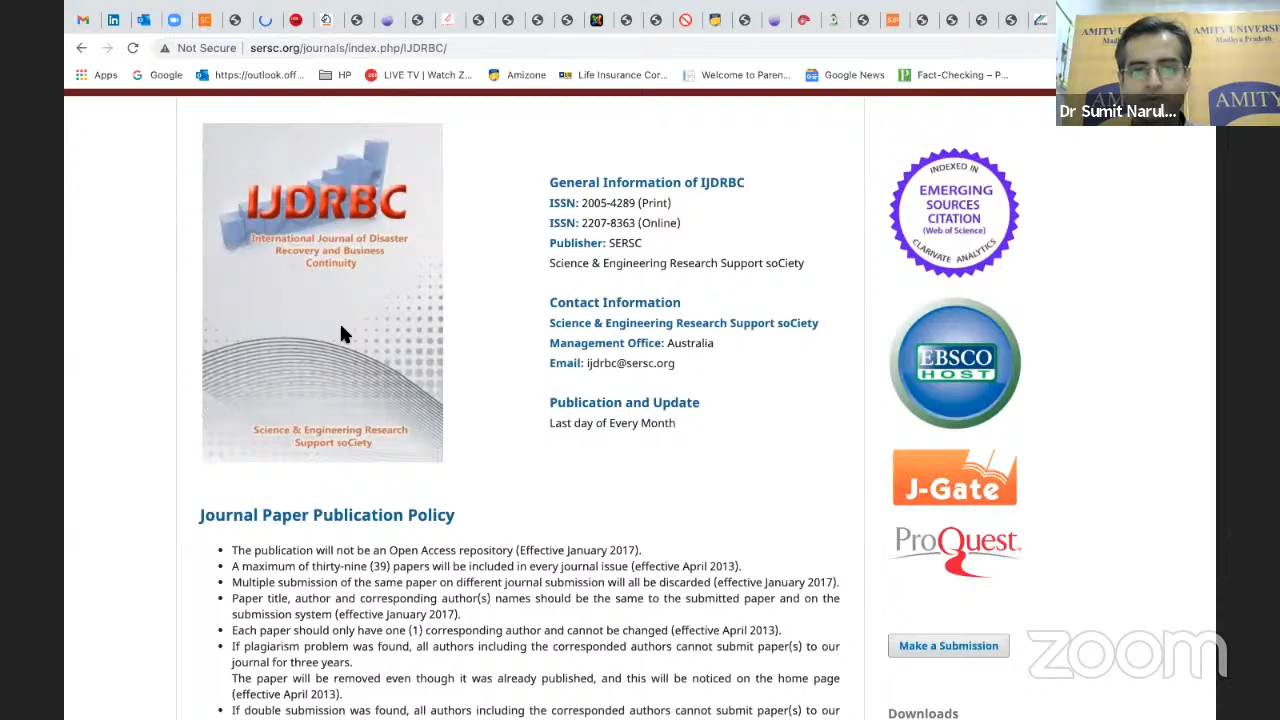 Not Secure | sersc.org/journals/index.php/IJDRBC/
Apps
Google
https://outlook.off...
HP
LIVE TV | Watch Z...
Amizone
Life Insurance Cor...
Welcome to Paren...
Google News
Fact-Checking – P...
AMITY UNIVERS
Madhya Pradesh
AMITY
Dr Sumit Narul...
IJDRBC
International Journal of Disaster
Recovery and Business
Continuity
Science & Engineering Research
Support soCiety
General Information of IJDRBC
ISSN: 2005-4289 (Print)
ISSN: 2207-8363 (Online)
Publisher: SERSC
Science & Engineering Research Support soCiety
Contact Information
Science & Engineering Research Support soCiety
Management Office: Australia
Email: ijdrbc@sersc.org
Publication and Update
Last day of Every Month
INDEXED IN
EMERGING
SOURCES
CITATION
(Web of Science)
CLARIVATE ANALYTICS
EBSCO
HOST
J-Gate
ProQuest
Journal Paper Publication Policy
The publication will not be an Open Access repository (Effective January 2017).
A maximum of thirty-nine (39) papers will be included in every journal issue (effective April 2013).
Multiple submission of the same paper on different journal submission will all be discarded (effective January 2017).
Paper title, author and corresponding author(s) names should be the same to the submitted paper and on the
submission system (effective January 2017).
Each paper should only have one (1) corresponding author and cannot be changed (effective April 2013).
If plagiarism problem was found, all authors including the corresponded authors cannot submit paper(s) to our
journal for three years.
The paper will be removed even though it was already published, and this will be noticed on the home page
(effective April 2013).
If double submission was found, all authors including the corresponded authors cannot submit paper(s) to our
Make a Submission
Downloads
zoom